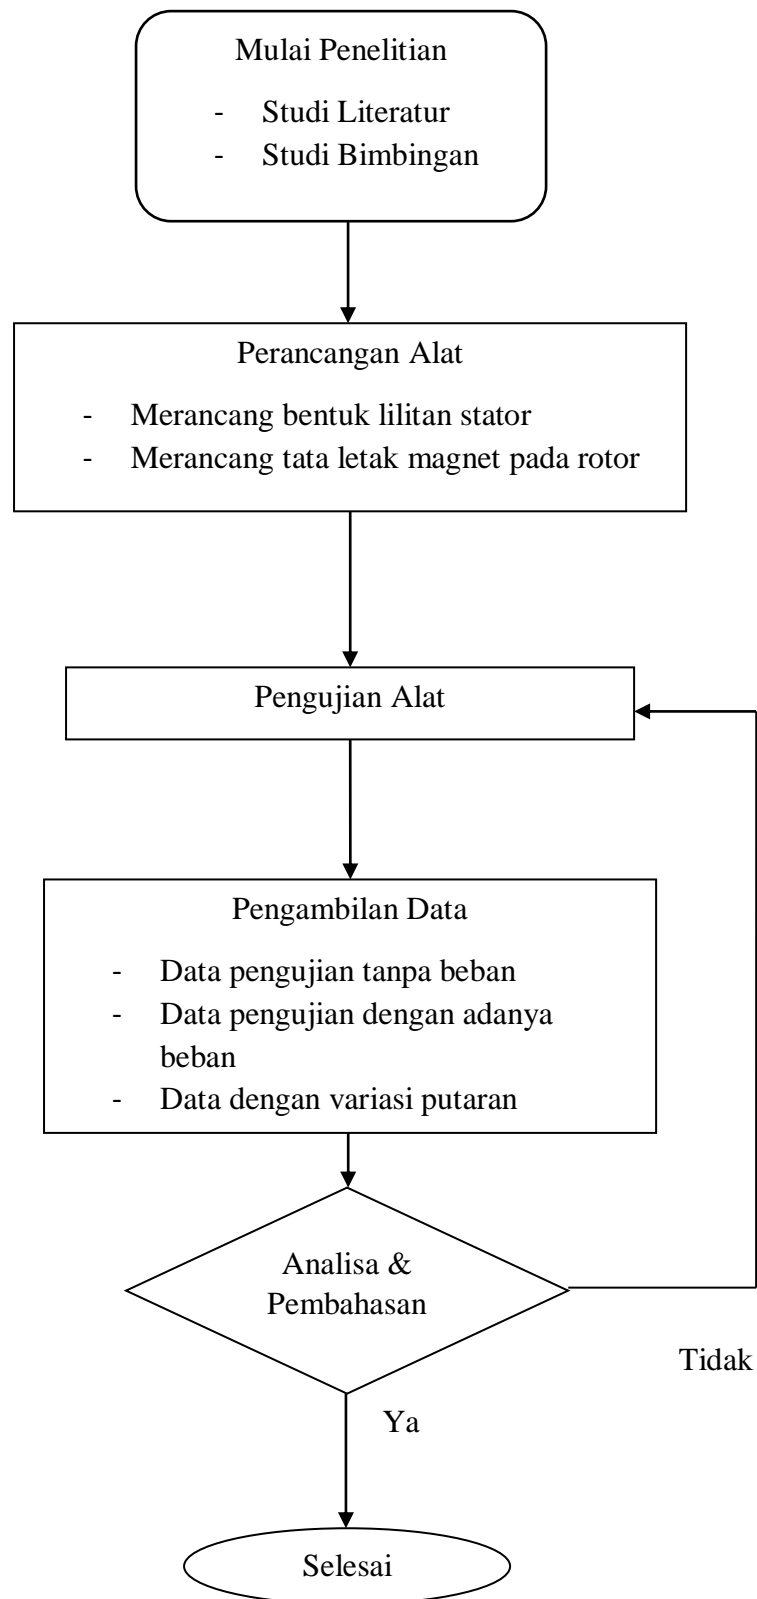 Mulai Penelitian
- Studi Literatur
- Studi Bimbingan
Perancangan Alat
- Merancang bentuk lilitan stator
- Merancang tata letak magnet pada rotor
Pengujian Alat
Pengambilan Data
- Data pengujian tanpa beban
- Data pengujian dengan adanya
beban
- Data dengan variasi putaran
Analisa &
Pembahasan
Tidak
Ya
Selesai